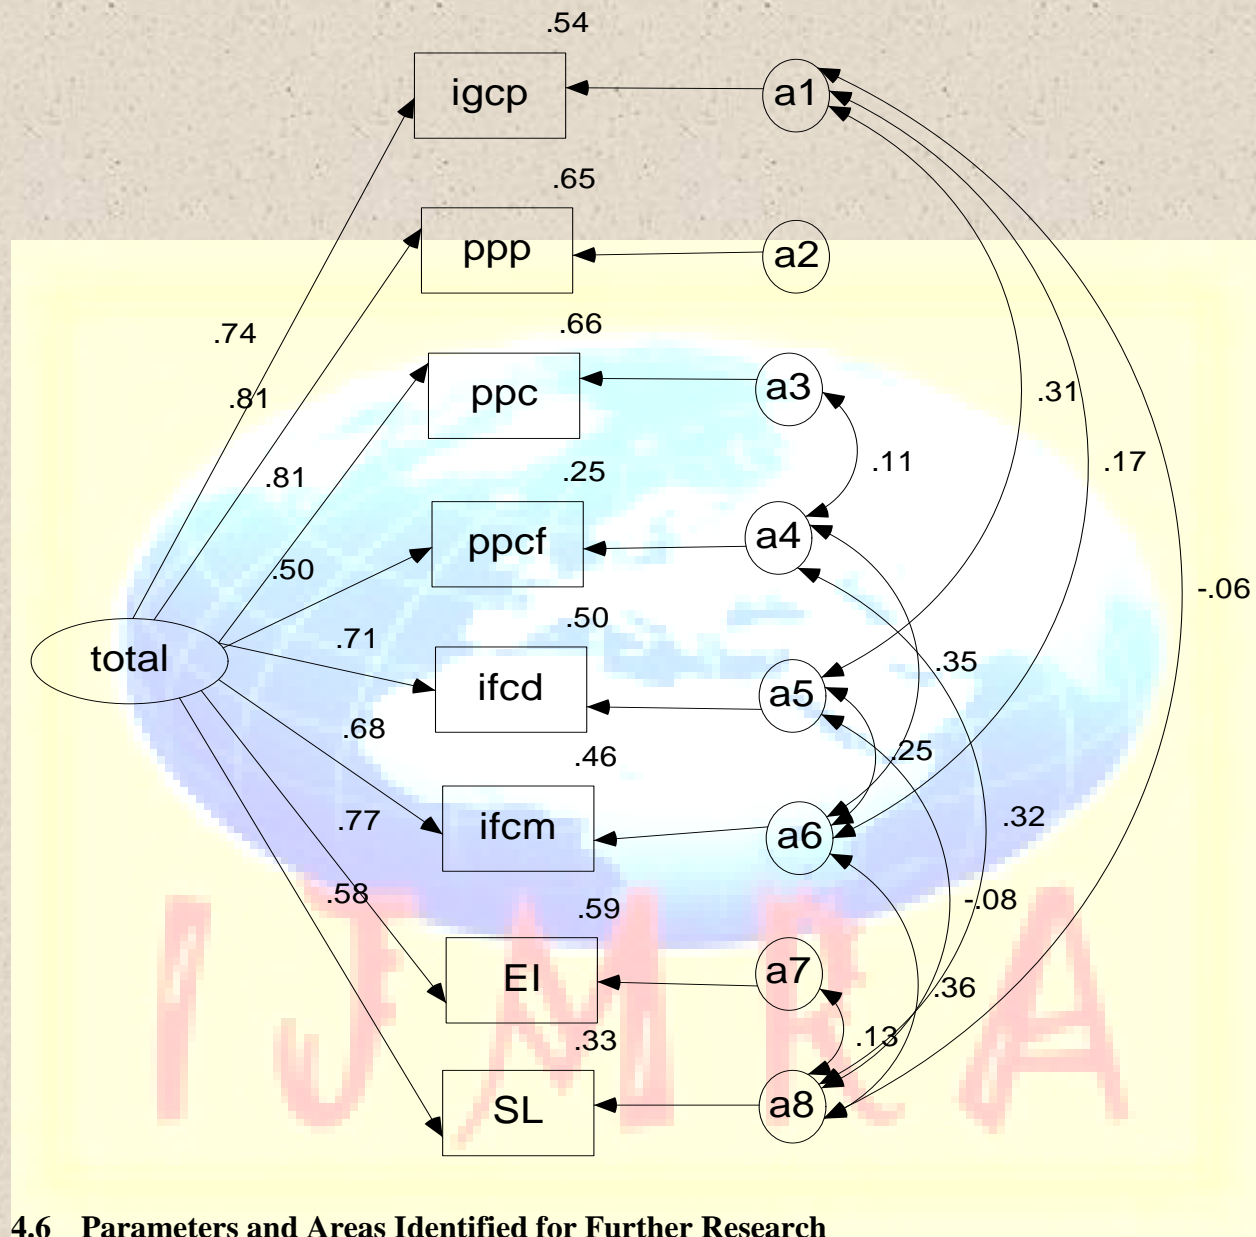 .54
igcp
a1
.65
ppp
a2
.74
.66
.81
ppc
a3
.31
.81
.25
.11
.17
ppcf
a4
.50
-.06
.71
.50
total
ifcd
a5
.35
.68
.46
.25
.77
ifcm
a6
.32
.58
.59
-.08
EI
a7
.36
.33
.13
SL
a8
IJMRA
4.6 Parameters and Areas Identified for Further Research